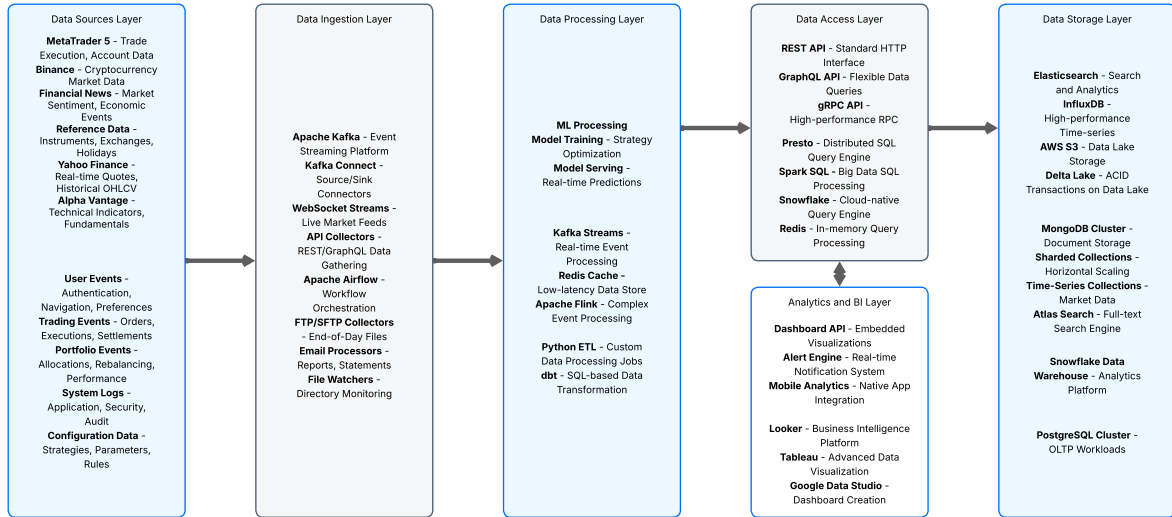 Data Sources Layer
MetaTrader 5 - Trade
Execution, Account Data
Binance - Cryptocurrency
Market Data
Financial News - Market
Sentiment, Economic
Events
Reference Data -
Instruments, Exchanges,
Holidays
Yahoo Finance -
Real-time Quotes,
Historical OHLCV
Alpha Vantage -
Technical Indicators,
Fundamentals
User Events -
Authentication,
Navigation, Preferences
Trading Events - Orders,
Executions, Settlements
Portfolio Events -
Allocations, Rebalancing,
Performance
System Logs -
Application, Security,
Audit
Configuration Data -
Strategies, Parameters,
Rules
Data Ingestion Layer
Apache Kafka - Event
Streaming Platform
Kafka Connect -
Source/Sink
Connectors
WebSocket Streams -
Live Market Feeds
API Collectors -
REST/GraphQL Data
Gathering
Apache Airflow -
Workflow
Orchestration
FTP/SFTP Collectors
- End-of-Day Files
Email Processors -
Reports, Statements
File Watchers -
Directory Monitoring
Data Processing Layer
ML Processing
Model Training - Strategy
Optimization
Model Serving -
Real-time Predictions
Kafka Streams -
Real-time Event
Processing
Redis Cache -
Low-latency Data Store
Apache Flink - Complex
Event Processing
Python ETL - Custom
Data Processing Jobs
dbt - SQL-based Data
Transformation
Data Access Layer
REST API - Standard HTTP
Interface
GraphQL API - Flexible Data
Queries
gRPC API -
High-performance RPC
Presto - Distributed SQL
Query Engine
Spark SQL - Big Data SQL
Processing
Snowflake - Cloud-native
Query Engine
Redis - In-memory Query
Processing
Analytics and BI Layer
Dashboard API - Embedded
Visualizations
Alert Engine - Real-time
Notification System
Mobile Analytics - Native App
Integration
Looker - Business Intelligence
Platform
Tableau - Advanced Data
Visualization
Google Data Studio -
Dashboard Creation
Data Storage Layer
Elasticsearch - Search
and Analytics
InfluxDB -
High-performance
Time-series
AWS S3 - Data Lake
Storage
Delta Lake - ACID
Transactions on Data Lake
MongoDB Cluster -
Document Storage
Sharded Collections -
Horizontal Scaling
Time-Series Collections -
Market Data
Atlas Search - Full-text
Search Engine
Snowflake Data
Warehouse - Analytics
Platform
PostgreSQL Cluster -
OLTP Workloads